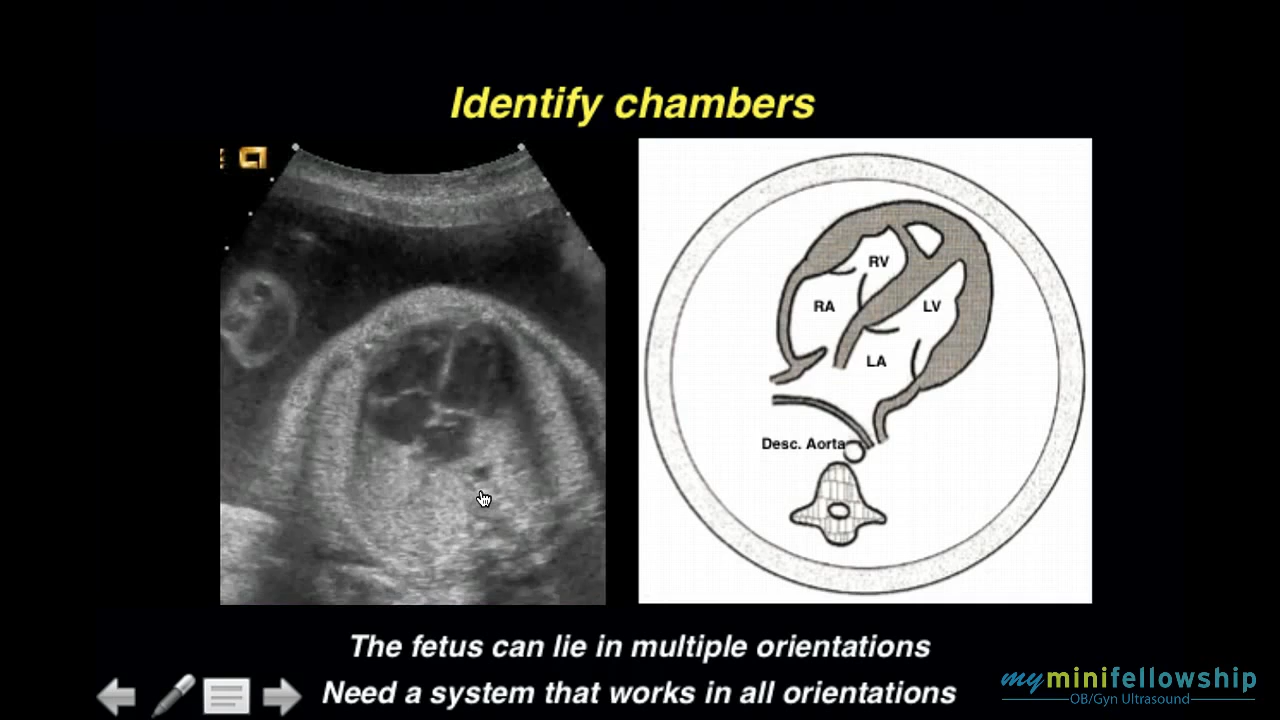 Identify chambers
RV
RA
LV
LA
Desc. Aorta
The fetus can lie in multiple orientations
Need a system that works in all orientations
myminifellowship
OB/Gyn Ultrasound